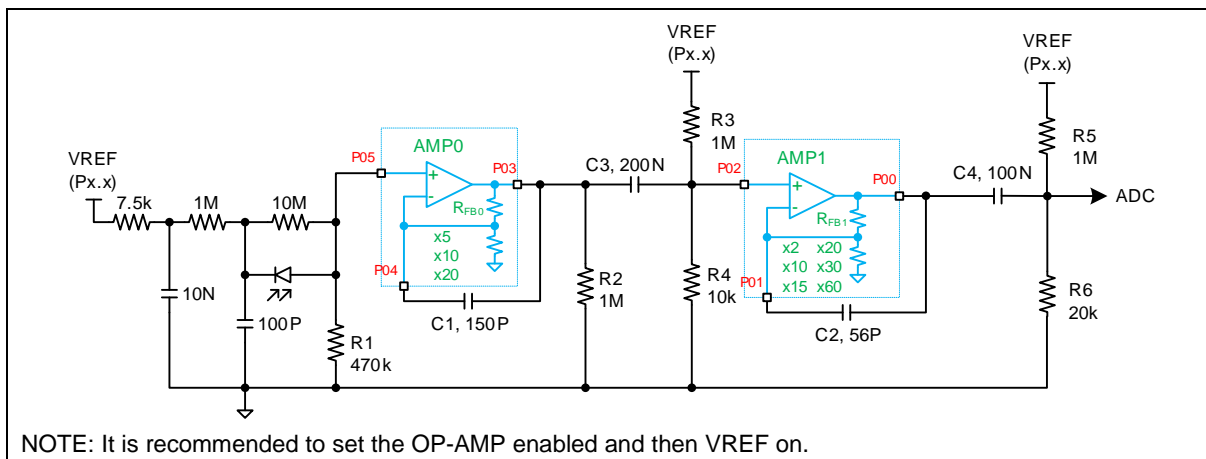 VREF
(Px.x)
7.5k
1M
10M
10N
100P
R1
470k
P05
AMP0
P03
+
-
RFB0
x5
x10
x20
P04
C1, 150P
R2
1M
C3, 200N
VREF
(Px.x)
R3
1M
R4
10k
P02
AMP1
P00
+
-
RFB1
x2 x20
x10 x30
x15 x60
P01
C2, 56P
C4, 100N
VREF
(Px.x)
R5
1M
ADC
R6
20k
NOTE: It is recommended to set the OP-AMP enabled and then VREF on.